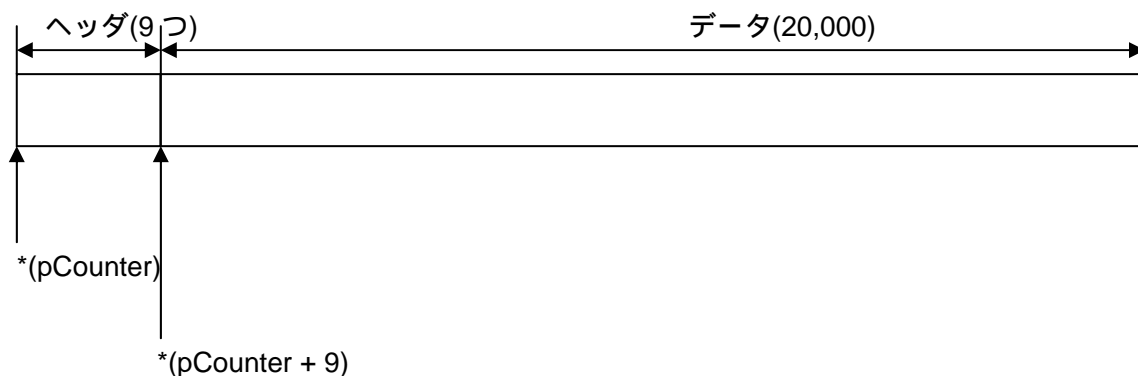 ヘッダ(9つ)
データ(20,000)
*(pCounter)
*(pCounter + 9)